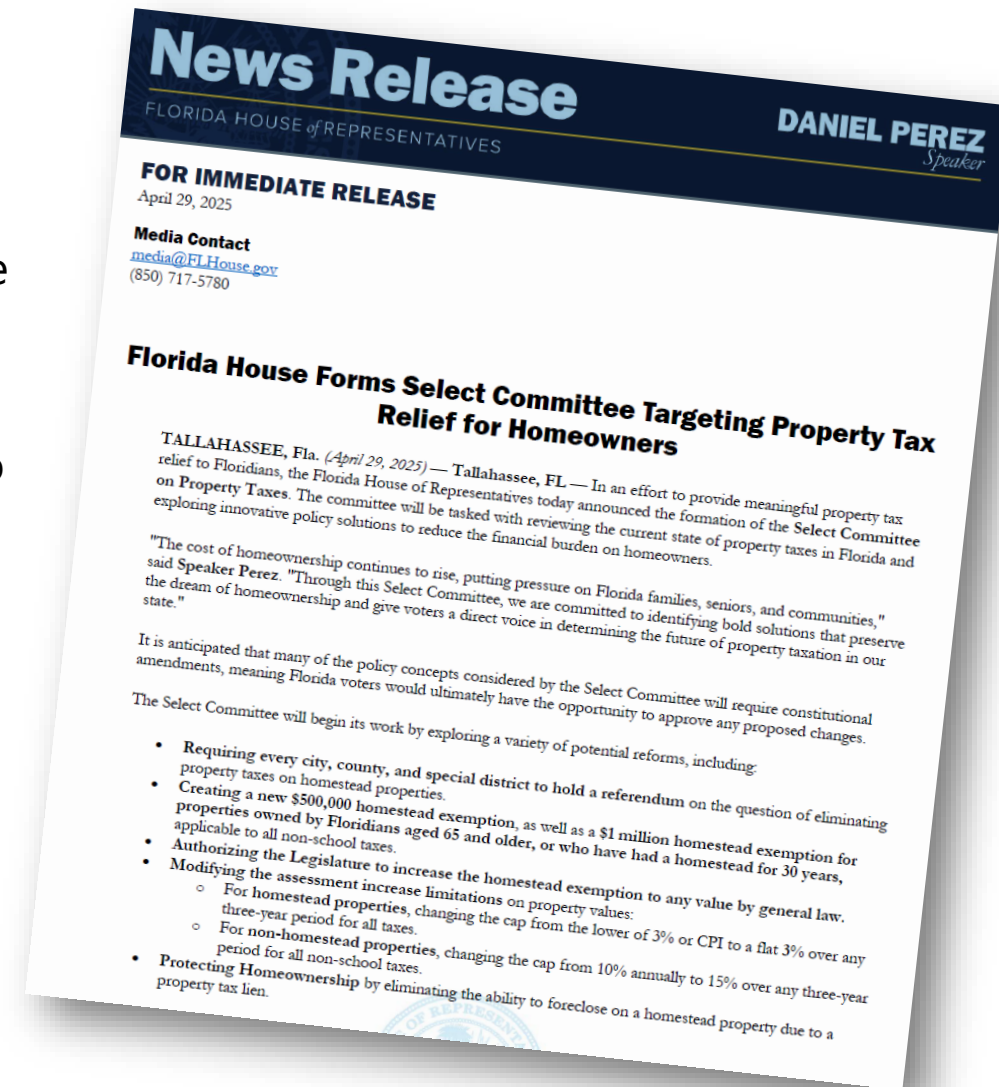 News Release
FLORIDA HOUSE of REPRESENTATIVES
DANIEL PEREZ
Speaker
FOR IMMEDIATE RELEASE
April 29, 2025
Media Contact
media@FLHouse.gov
(850) 717-5780
e
Florida House Forms Select Committee Targeting Property Tax
Relief for Homeowners
TALLAHASSEE, Fla. (April 29, 2025) — Tallahassee, FL — In an effort to provide meaningful property tax
relief to Floridians, the Florida House of Representatives today announced the formation of the Select Committee
on Property Taxes. The committee will be tasked with reviewing the current state of property taxes in Florida and
exploring innovative policy solutions to reduce the financial burden on homeowners.
"The cost of homeownership continues to rise, putting pressure on Florida families, seniors, and communities,"
said Speaker Perez. "Through this Select Committee, we are committed to identifying bold solutions that preserve
the dream of homeownership and give voters a direct voice in determining the future of property taxation in our
state."
It is anticipated that many of the policy concepts considered by the Select Committee will require constitutional
amendments, meaning Florida voters would ultimately have the opportunity to approve any proposed changes.
The Select Committee will begin its work by exploring a variety of potential reforms, including:
• Requiring every city, county, and special district to hold a referendum on the question of eliminating
property taxes on homestead properties.
• Creating a new $500,000 homestead exemption, as well as a $1 million homestead exemption for
properties owned by Floridians aged 65 and older, or who have had a homestead for 30 years,
applicable to all non-school taxes.
• Authorizing the Legislature to increase the homestead exemption to any value by general law.
• Modifying the assessment increase limitations on property values:
○ For homestead properties, changing the cap from the lower of 3% or CPI to a flat 3% over any
three-year period for all taxes.
○ For non-homestead properties, changing the cap from 10% annually to 15% over any three-year
period for all non-school taxes.
• Protecting Homeownership by eliminating the ability to foreclose on a homestead property due to a
property tax lien.
OF REPRESENT